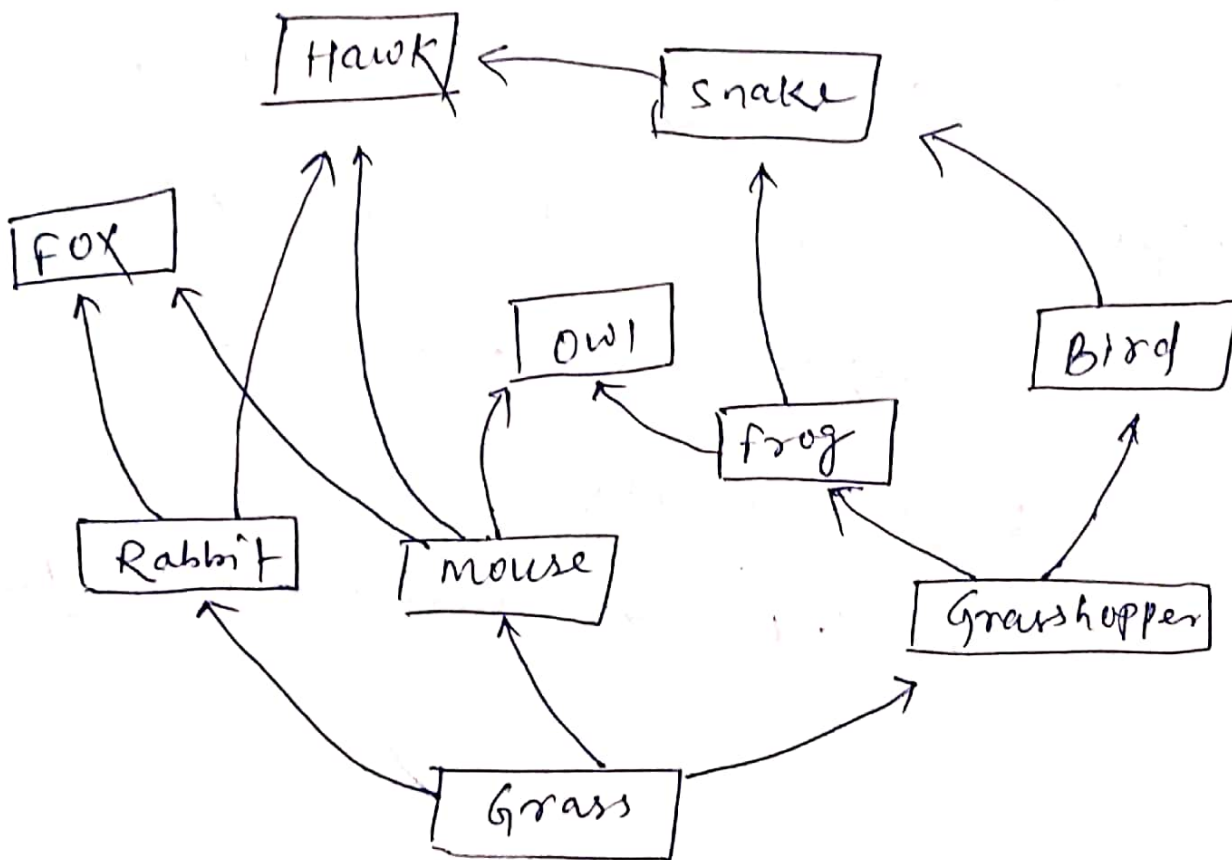 Hawk
Snake
Fox
Owl
Bird
frog
Rabbit
Mouse
Grasshopper
Grass